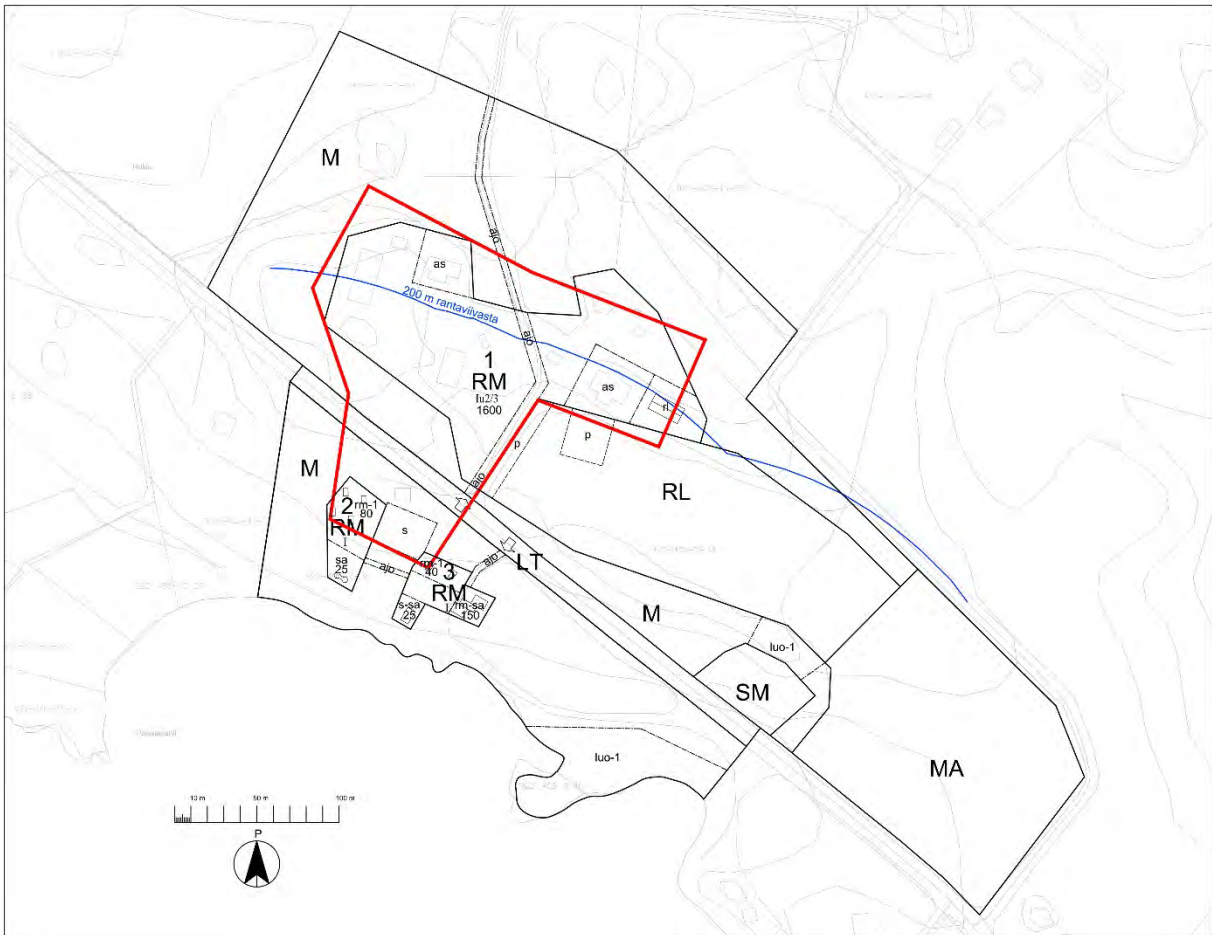 M
ajo
as
200 m rantaviivasta
ajo
1
RM
Iu2/3
1600
as
rl
p
p
ajo
RL
M
2
rm-1
80
RM
I
s
sa
25
ajo
rm-1
40
3
RM
I
rm-sa
150
s-sa
25
ajo
LT
M
luo-1
SM
MA
luo-1
10 m
50 m
100 m
P